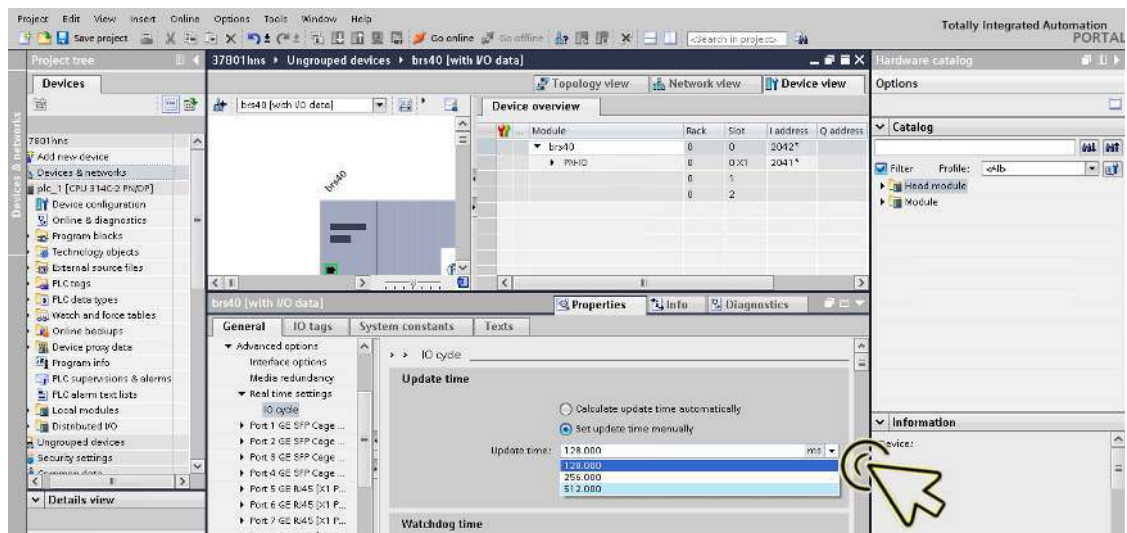 Project Edit View Insert Online Options Tools Window Help
Totally Integrated Automation
PORTAL
Save project Go online Go offline <Search in project>
Project tree
37801hns ▸ Ungrouped devices ▸ brs40 [with I/O data]
Hardware catalog
Devices
Topology view Network view Device view
Options
brs40 [with I/O data]
Device overview
Module Rack Slot I address Q address
brs40 0 0 2042*
PN-IO 0 0 X1 2041*
0 1
0 2
brs40
Devices & networks
7801hns
Add new device
Devices & networks
plc_1 [CPU 314C-2 PN/DP]
Device configuration
Online & diagnostics
Program blocks
Technology objects
External source files
PLC tags
PLC data types
Watch and force tables
Online backups
Device proxy data
Program info
PLC supervisions & alarms
PLC alarm text lists
Local modules
Distributed I/O
Ungrouped devices
Security settings
Common data
Details view
Catalog
Filter Profile: <All>
Head module
Module
Information
Device:
brs40 [with I/O data]
Properties Info Diagnostics
General IO tags System constants Texts
Advanced options
Interface options
Media redundancy
Real time settings
IO cycle
Port 1 GE SFP Cage ...
Port 2 GE SFP Cage ...
Port 3 GE SFP Cage ...
Port 4 GE SFP Cage ...
Port 5 GE RJ45 [X1 P...
Port 6 GE RJ45 [X1 P...
Port 7 GE RJ45 [X1 P...
> > IO cycle
Update time
Calculate update time automatically
Set update time manually
Update time: 128.000 ms
128.000
256.000
512.000
Watchdog time